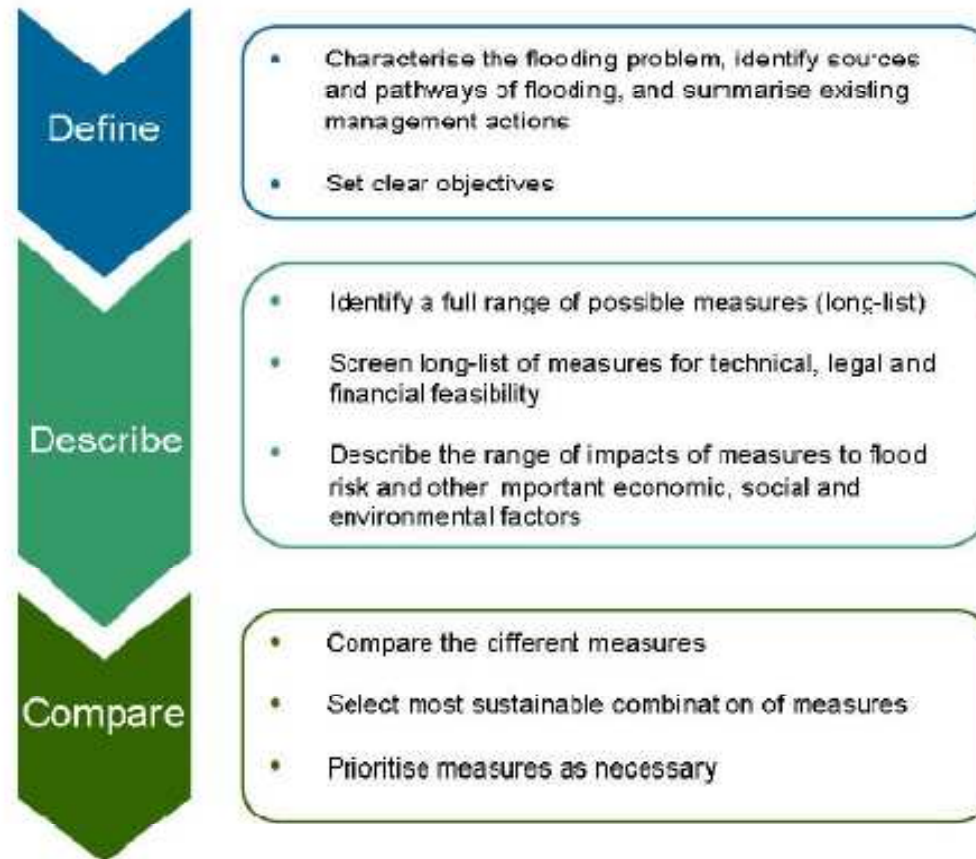 Define
• Characterise the flooding problem, identify sources
and pathways of flooding, and summarise existing
management actions
• Set clear objectives
Describe
• Identify a full range of possible measures (long-list)
• Screen long-list of measures for technical, legal and
financial feasibility
• Describe the range of impacts of measures to flood
risk and other important economic, social and
environmental factors
Compare
• Compare the different measures
• Select most sustainable combination of measures
• Prioritise measures as necessary